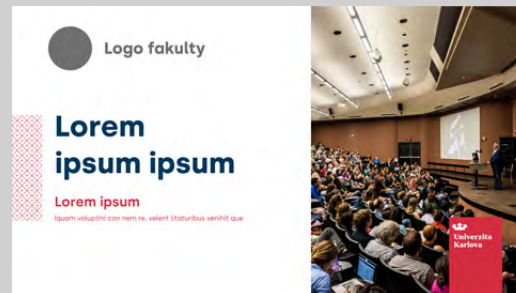 Logo fakulty
Lorem
ipsum ipsum
Lorem ipsum
Iquam voluptini con nem re, velent litaturibus venihit que
Univerzita
Karlova